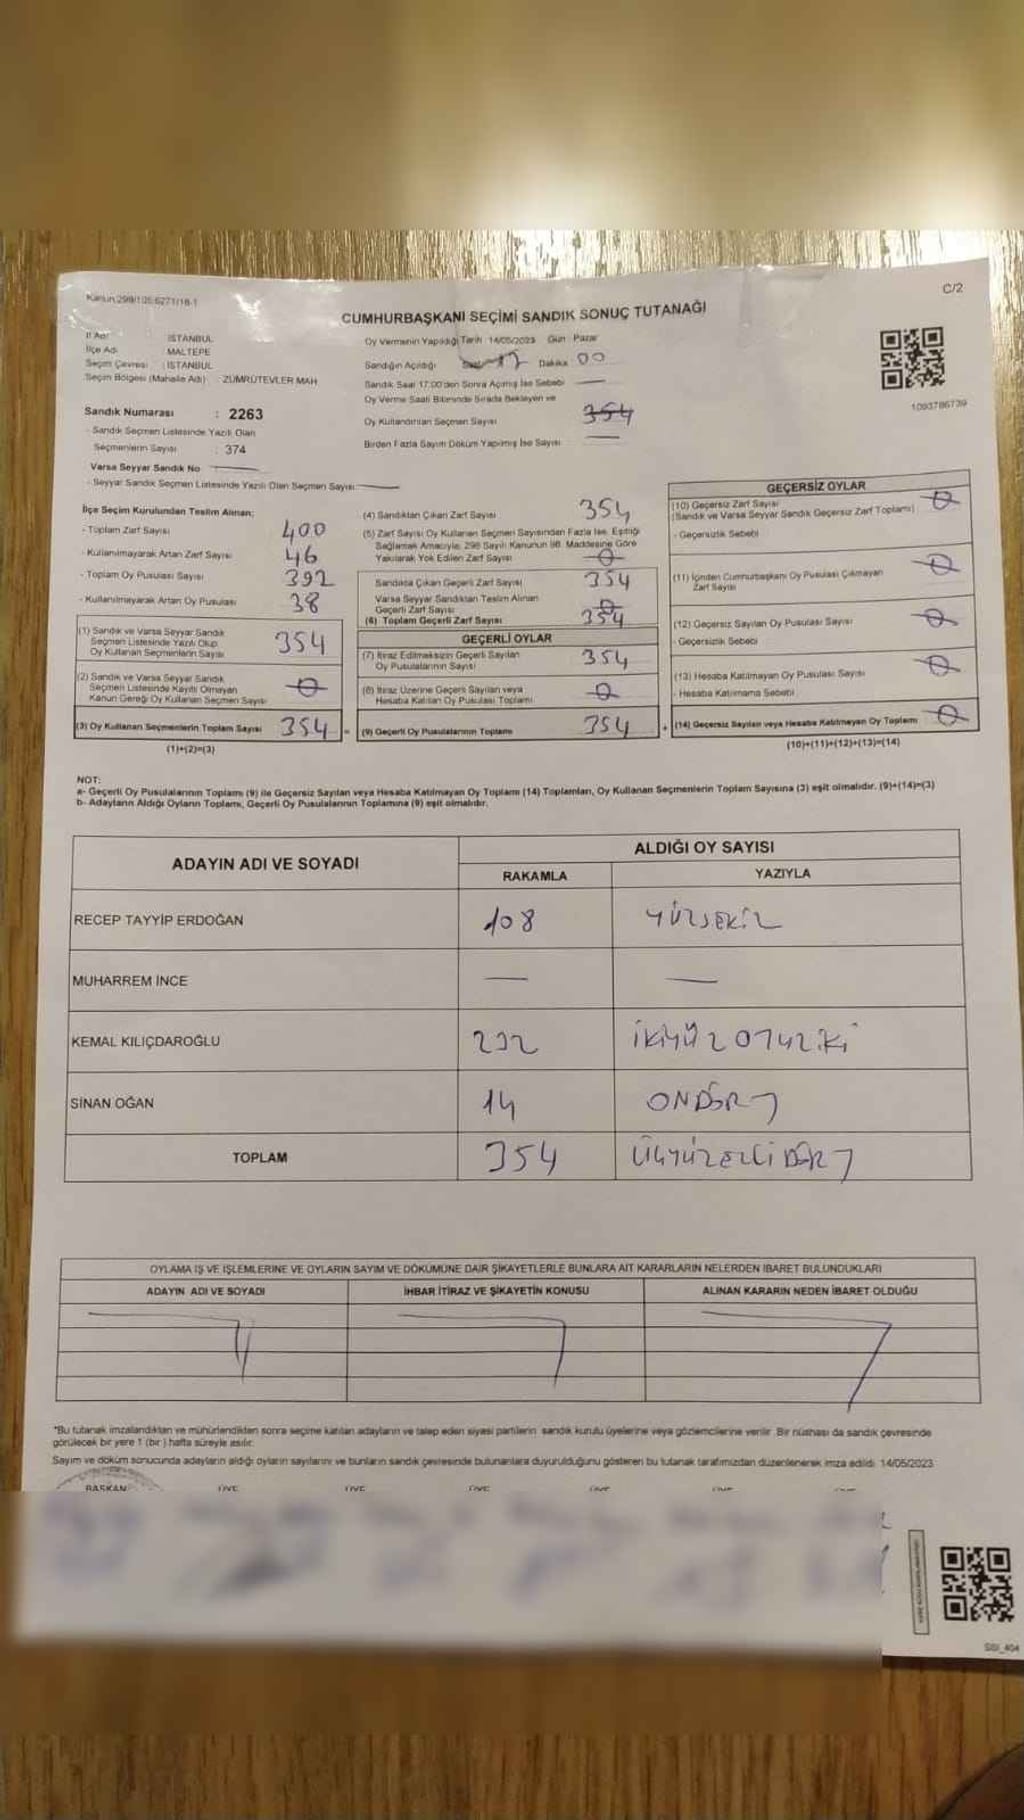 Kanun:298/105,6271/18-1
C/2
CUMHURBAŞKANI SEÇİMİ SANDIK SONUÇ TUTANAĞI
İl Adı : İSTANBUL
İlçe Adı : MALTEPE
Seçim Çevresi : İSTANBUL
Seçim Bölgesi (Mahalle Adı) : ZÜMRÜTEVLER MAH
Sandık Numarası : 2263
- Sandık Seçmen Listesinde Yazılı Olan
Seçmenlerin Sayısı : 374
Varsa Seyyar Sandık No
- Seyyar Sandık Seçmen Listesinde Yazılı Olan Seçmen Sayısı:
Oy Vermenin Yapıldığı Tarih 14/05/2023 Gün : Pazar
Sandığın Açıldığı Saat 17 Dakika 00
Sandık Saat 17:00'den Sonra Açılmış İse Sebebi
Oy Verme Saati Bitiminde Sırada Bekleyen ve
Oy Kullandırılan Seçmen Sayısı 354
Birden Fazla Sayım Döküm Yapılmış İse Sayısı
1093786739
İlçe Seçim Kurulundan Teslim Alınan;
- Toplam Zarf Sayısı 400
- Kullanılmayarak Artan Zarf Sayısı 46
- Toplam Oy Pusulası Sayısı 392
- Kullanılmayarak Artan Oy Pusulası 38
(1) Sandık ve Varsa Seyyar Sandık
Seçmen Listesinde Yazılı Olup
Oy Kullanan Seçmenlerin Sayısı 354
(2) Sandık ve Varsa Seyyar Sandık
Seçmen Listesinde Kayıtlı Olmayan
Kanun Gereği Oy Kullanan Seçmen Sayısı 0
(3) Oy Kullanan Seçmenlerin Toplam Sayısı 354 =
(1)+(2)=(3)
(4) Sandıktan Çıkan Zarf Sayısı 354
(5) Zarf Sayısı Oy Kullanan Seçmen Sayısından Fazla İse, Eşitliği
Sağlamak Amacıyla, 298 Sayılı Kanunun 98. Maddesine Göre
Yakılarak Yok Edilen Zarf Sayısı 0
Sandıkta Çıkan Geçerli Zarf Sayısı 354
Varsa Seyyar Sandıktan Teslim Alınan
Geçerli Zarf Sayısı 0
(6) Toplam Geçerli Zarf Sayısı 354
GEÇERLİ OYLAR
(7) İtiraz Edilmeksizin Geçerli Sayılan
Oy Pusulalarının Sayısı 354
(8) İtiraz Üzerine Geçerli Sayılan veya
Hesaba Katılan Oy Pusulası Toplamı 0
(9) Geçerli Oy Pusulalarının Toplamı 354 +
GEÇERSİZ OYLAR
(10) Geçersiz Zarf Sayısı 0
(Sandık ve Varsa Seyyar Sandık Geçersiz Zarf Toplamı)
- Geçersizlik Sebebi
(11) İçinden Cumhurbaşkanı Oy Pusulası Çıkmayan
Zarf Sayısı 0
(12) Geçersiz Sayılan Oy Pusulası Sayısı 0
- Geçersizlik Sebebi
(13) Hesaba Katılmayan Oy Pusulası Sayısı 0
- Hesaba Katılmama Sebebi
(14) Geçersiz Sayılan veya Hesaba Katılmayan Oy Toplamı 0
(10)+(11)+(12)+(13)=(14)
NOT:
a- Geçerli Oy Pusulalarının Toplamı (9) ile Geçersiz Sayılan veya Hesaba Katılmayan Oy Toplamı (14) Toplamları, Oy Kullanan Seçmenlerin Toplam Sayısına (3) eşit olmalıdır. (9)+(14)=(3)
b- Adayların Aldığı Oyların Toplamı, Geçerli Oy Pusulalarının Toplamına (9) eşit olmalıdır.
ADAYIN ADI VE SOYADI
ALDIĞI OY SAYISI
RAKAMLA YAZIYLA
RECEP TAYYİP ERDOĞAN 108 YÜZSEKİZ
MUHARREM İNCE
KEMAL KILIÇDAROĞLU 232 İKİYÜZ OTUZ İKİ
SİNAN OĞAN 14 ONDÖRT
TOPLAM 354 ÜÇYÜZELLİDÖRT
OYLAMA İŞ VE İŞLEMLERİNE VE OYLARIN SAYIM VE DÖKÜMÜNE DAİR ŞİKAYETLERLE BUNLARA AİT KARARLARIN NELERDEN İBARET BULUNDUKLARI
ADAYIN ADI VE SOYADI İHBAR İTİRAZ VE ŞİKAYETİN KONUSU ALINAN KARARIN NEDEN İBARET OLDUĞU
*Bu tutanak imzalandıktan ve mühürlendikten sonra seçime katılan adayların ve talep eden siyasi partilerin sandık kurulu üyelerine veya gözlemcilerine verilir. Bir nüshası da sandık çevresinde
görülecek bir yere 1 (bir) hafta süreyle asılır.
Sayım ve döküm sonucunda adayların aldığı oyların sayılarını ve bunların sandık çevresinde bulunanlara duyurulduğunu gösteren bu tutanak tarafımızdan düzenlenerek imza edildi. 14/05/2023
BAŞKAN ÜYE ÜYE ÜYE ÜYE ÜYE ÜYE